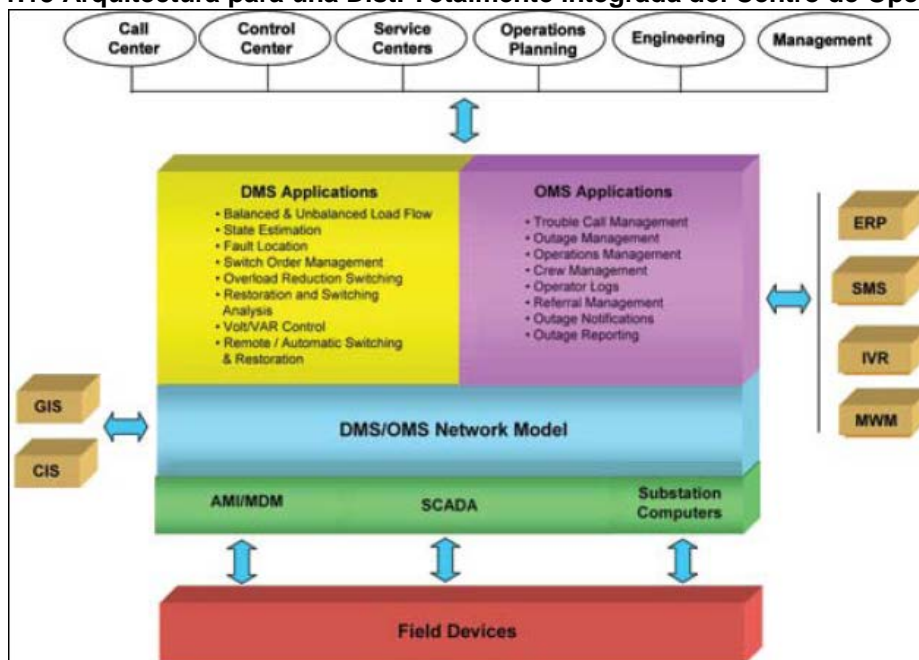 Call
Center
Control
Center
Service
Centers
Operations
Planning
Engineering
Management
DMS Applications
• Balanced & Unbalanced Load Flow
• State Estimation
• Fault Location
• Switch Order Management
• Overload Reduction Switching
• Restoration and Switching
Analysis
• Volt/VAR Control
• Remote / Automatic Switching
& Restoration
OMS Applications
• Trouble Call Management
• Outage Management
• Operations Management
• Crew Management
• Operator Logs
• Referral Management
• Outage Notifications
• Outage Reporting
ERP
SMS
IVR
MWM
GIS
CIS
DMS/OMS Network Model
AMI/MDM
SCADA
Substation
Computers
Field Devices